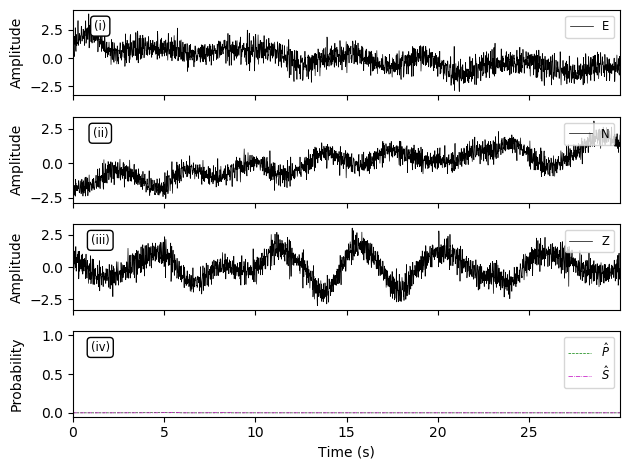 (i)
E
Amplitude
2.5
0.0
−2.5
(ii)
N
Amplitude
2.5
0.0
−2.5
(iii)
Z
Amplitude
2.5
0.0
−2.5
(iv)
P̂
Ŝ
Probability
1.0
0.5
0.0
0 5 10 15 20 25
Time (s)